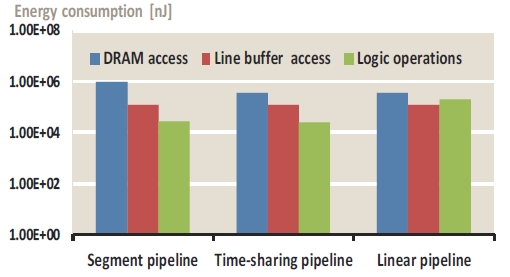 Energy consumption [nJ]
1.00E+08
DRAM access Line buffer access Logic operations
1.00E+06
1.00E+04
1.00E+02
1.00E+00
Segment pipeline Time-sharing pipeline Linear pipeline